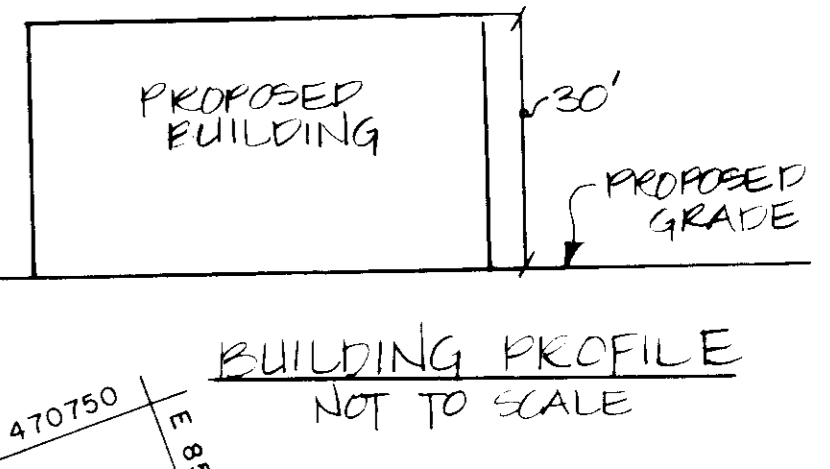 PROPOSED
BUILDING
30'
PROPOSED
GRADE
BUILDING PROFILE
NOT TO SCALE
470750